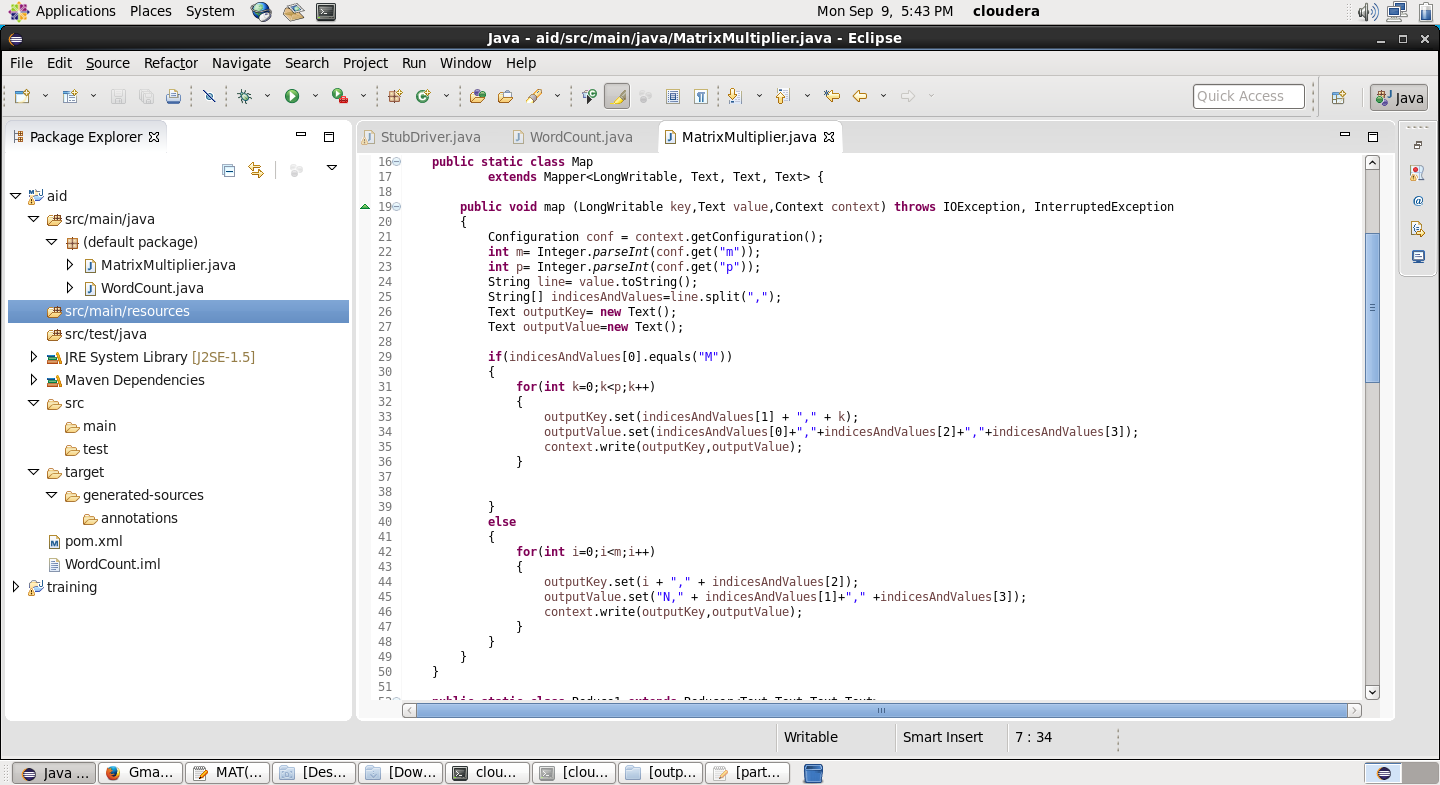 Applications Places System Mon Sep 9, 5:43 PM cloudera
Java - aid/src/main/java/MatrixMultiplier.java - Eclipse
File Edit Source Refactor Navigate Search Project Run Window Help
Quick Access Java
Package Explorer
StubDriver.java WordCount.java MatrixMultiplier.java
aid
src/main/java
(default package)
MatrixMultiplier.java
WordCount.java
src/main/resources
src/test/java
JRE System Library [J2SE-1.5]
Maven Dependencies
src
main
test
target
generated-sources
annotations
pom.xml
WordCount.iml
training
16 public static class Map
17 extends Mapper<LongWritable, Text, Text, Text> {
18
19 public void map (LongWritable key,Text value,Context context) throws IOException, InterruptedException
20 {
21 Configuration conf = context.getConfiguration();
22 int m= Integer.parseInt(conf.get("m"));
23 int p= Integer.parseInt(conf.get("p"));
24 String line= value.toString();
25 String[] indicesAndValues=line.split(",");
26 Text outputKey= new Text();
27 Text outputValue=new Text();
28
29 if(indicesAndValues[0].equals("M"))
30 {
31 for(int k=0;k<p;k++)
32 {
33 outputKey.set(indicesAndValues[1] + "," + k);
34 outputValue.set(indicesAndValues[0]+","+indicesAndValues[2]+","+indicesAndValues[3]);
35 context.write(outputKey,outputValue);
36 }
37
38
39 }
40 else
41 {
42 for(int i=0;i<m;i++)
43 {
44 outputKey.set(i + "," + indicesAndValues[2]);
45 outputValue.set("N," + indicesAndValues[1]+"," +indicesAndValues[3]);
46 context.write(outputKey,outputValue);
47 }
48 }
49 }
50 }
51
52 public static class Reduce1 extends Reducer<Text,Text,Text,Text>
Writable Smart Insert 7 : 34
Java ... Gma... MAT(... [Des... [Dow... clou... [clou... [outp... [part...